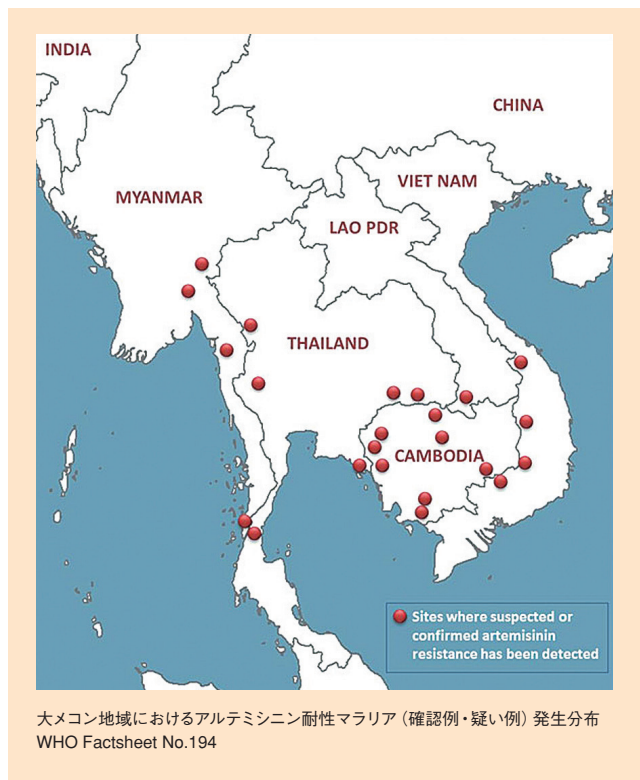 INDIA
CHINA
MYANMAR
VIET NAM
LAO PDR
THAILAND
CAMBODIA
Sites where suspected or
confirmed artemisinin
resistance has been detected
大メコン地域におけるアルテミシニン耐性マラリア（確認例・疑い例）発生分布
WHO Factsheet No.194